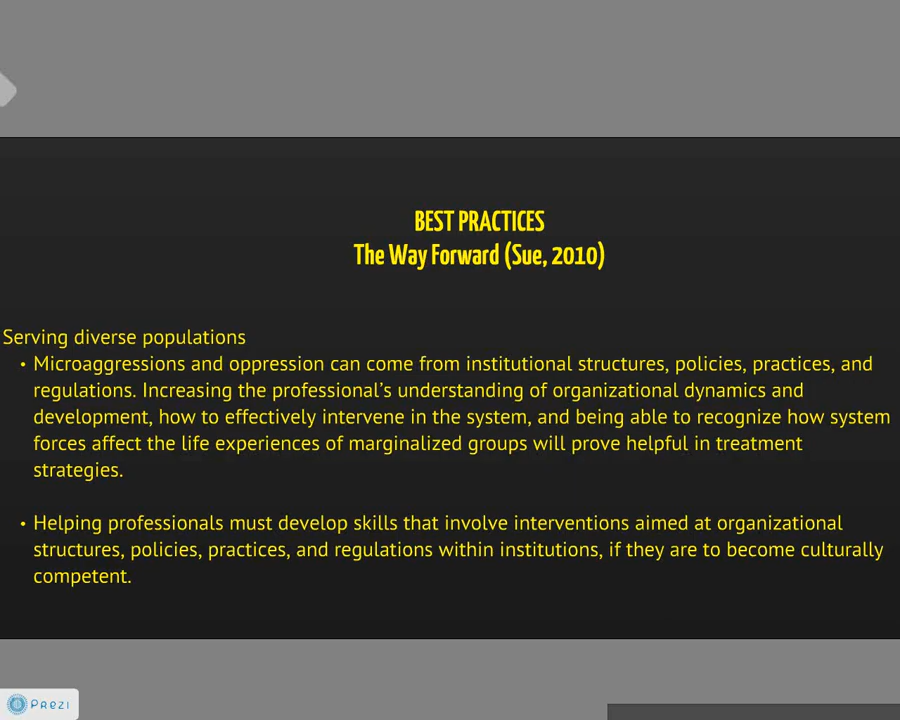 BEST PRACTICES
The Way Forward (Sue, 2010)
Serving diverse populations
• Microaggressions and oppression can come from institutional structures, policies, practices, and
regulations. Increasing the professional's understanding of organizational dynamics and
development, how to effectively intervene in the system, and being able to recognize how system
forces affect the life experiences of marginalized groups will prove helpful in treatment
strategies.
• Helping professionals must develop skills that involve interventions aimed at organizational
structures, policies, practices, and regulations within institutions, if they are to become culturally
competent.
Prezi